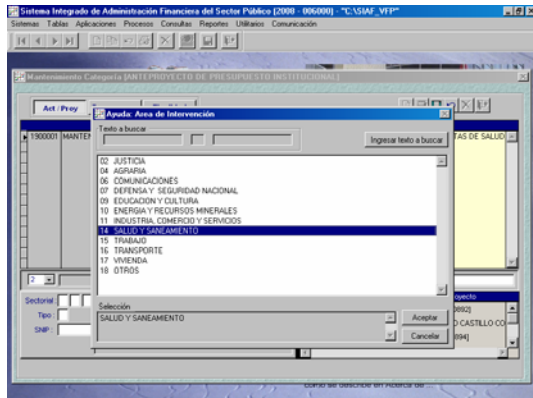 Sistema Integrado de Administración Financiera del Sector Público (2008 - 006000) - "C:\SIAF_VFP"
Sistemas Tablas Aplicaciones Procesos Consultas Reportes Utilitarios Comunicación
Mantenimiento Categoría [ANTEPROYECTO DE PRESUPUESTO INSTITUCIONAL]
Act / Proy
Ayuda: Area de Intervención
Texto a buscar
Ingresar texto a buscar
1900001 MANTEN
TAS DE SALUD
02 JUSTICIA
04 AGRARIA
06 COMUNICACIONES
07 DEFENSA Y SEGURIDAD NACIONAL
09 EDUCACION Y CULTURA
10 ENERGIA Y RECURSOS MINERALES
11 INDUSTRIA, COMERCIO Y SERVICIOS
14 SALUD Y SANEAMIENTO
15 TRABAJO
16 TRANSPORTE
17 VIVIENDA
18 OTROS
2
Sectorial
Tipo
SNIP
Selección
SALUD Y SANEAMIENTO
Aceptar
Cancelar
oyecto
0892]
O CASTILLO CO
0894]
como se describe en Acerca de ...